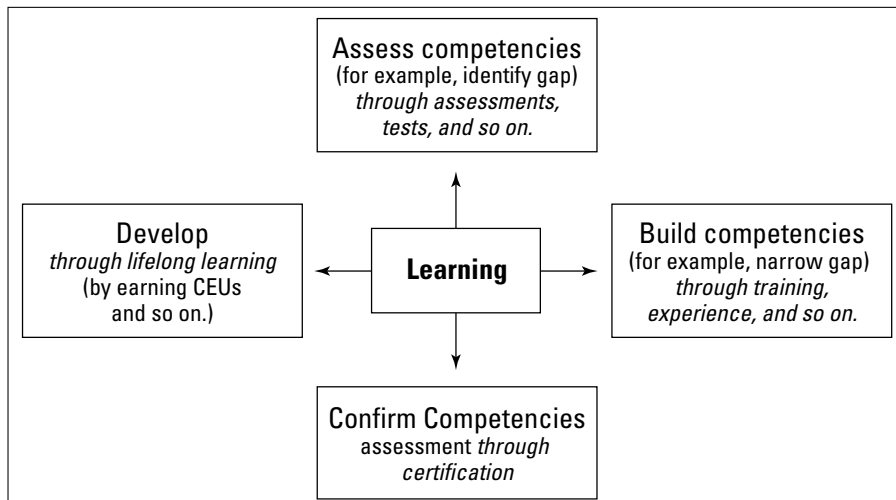 Assess competencies
(for example, identify gap)
through assessments,
tests, and so on.
Develop
through lifelong learning
(by earning CEUs
and so on.)
Learning
Build competencies
(for example, narrow gap)
through training,
experience, and so on.
Confirm Competencies
assessment through
certification